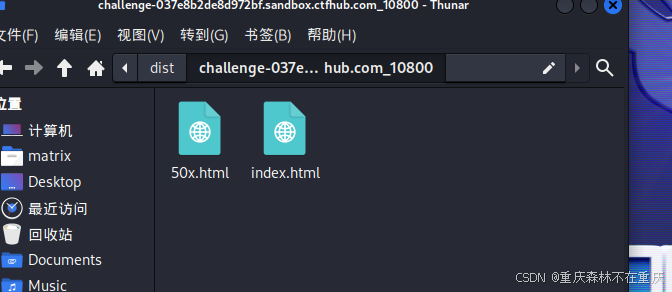 challenge-037e8b2de8d972bf.sandbox.ctfhub.com_10800 - Thunar
文件(F) 编辑(E) 视图(V) 转到(G) 书签(B) 帮助(H)
dist challenge-037e... hub.com_10800
位置
计算机
matrix
Desktop
最近访问
回收站
Documents
Music
50x.html index.html
CSDN @重庆森林不在重庆